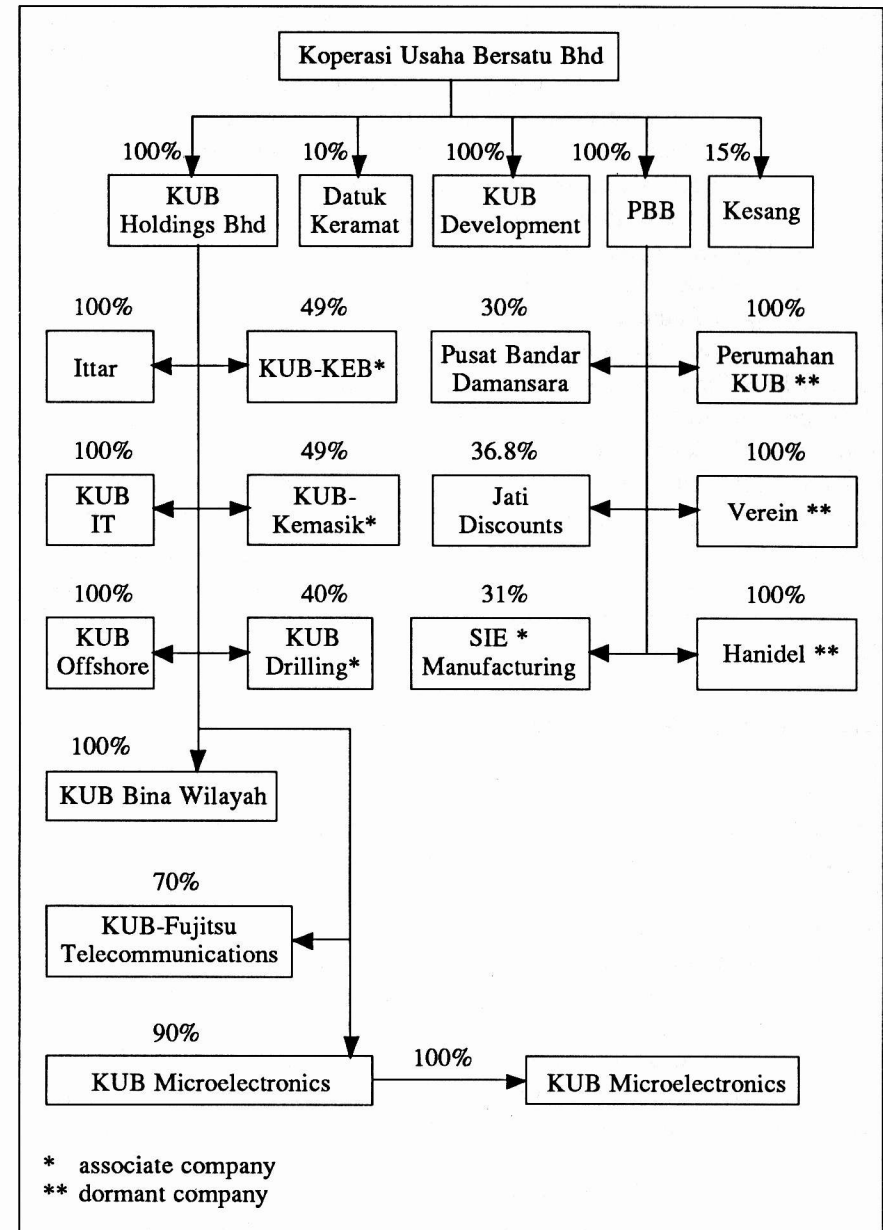 Koperasi Usaha Bersatu Bhd
100%
10%
100%
100%
15%
KUB
Holdings Bhd
Datuk
Keramat
KUB
Development
PBB
Kesang
100%
49%
30%
100%
Ittar
KUB-KEB*
Pusat Bandar
Damansara
Perumahan
KUB **
100%
49%
36.8%
100%
KUB
IT
KUB-
Kemasik*
Jati
Discounts
Verein **
100%
40%
31%
100%
KUB
Offshore
KUB
Drilling*
SIE *
Manufacturing
Hanidel **
100%
KUB Bina Wilayah
70%
KUB-Fujitsu
Telecommunications
90%
KUB Microelectronics
100%
KUB Microelectronics
* associate company
** dormant company